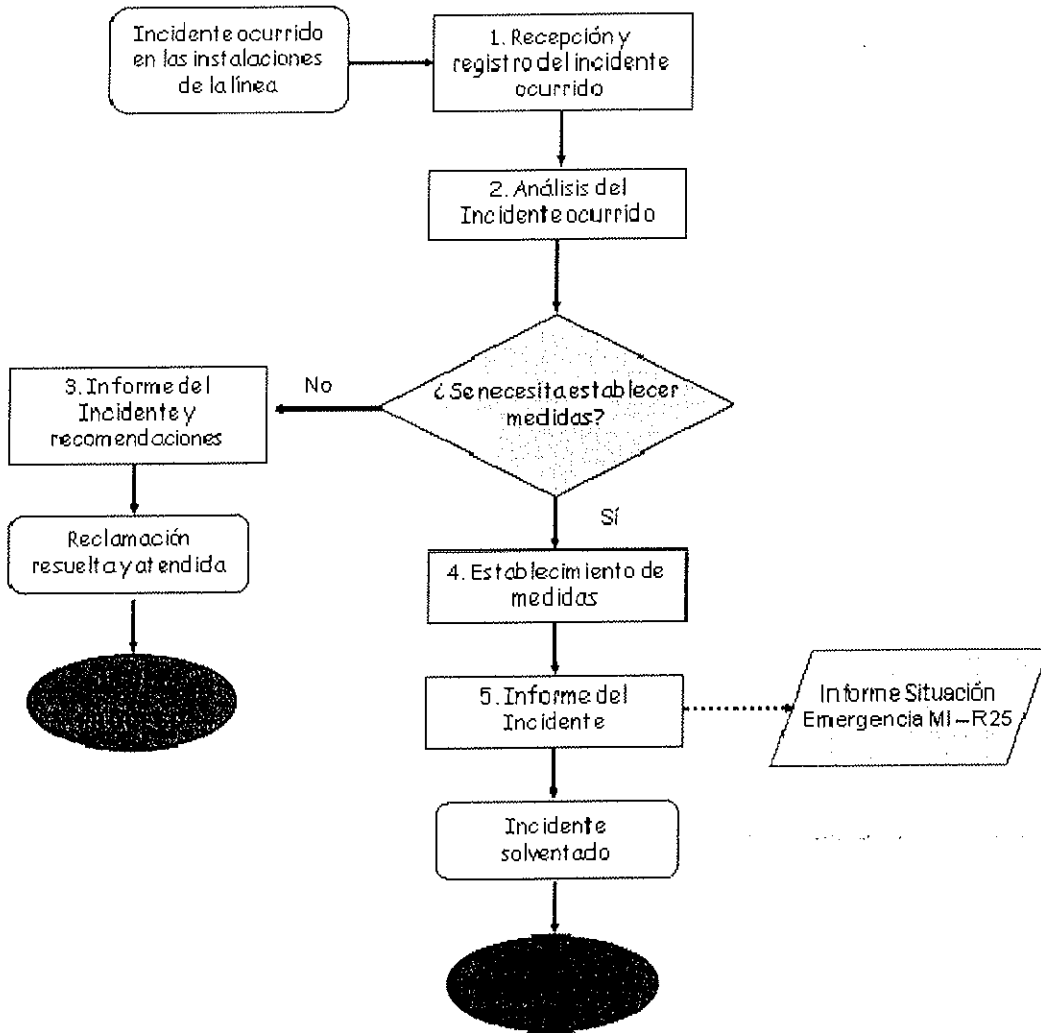 Incidente ocurrido
en las instalaciones
de la línea
1. Recepción y
registro del incidente
ocurrido
2. Análisis del
Incidente ocurrido
¿Se necesita establecer
medidas?
No
3. Informe del
Incidente y
recomendaciones
Reclamación
resuelta y atendida
Sí
4. Establecimiento de
medidas
5. Informe del
Incidente
Informe Situación
Emergencia MI – R25
Incidente
solventado